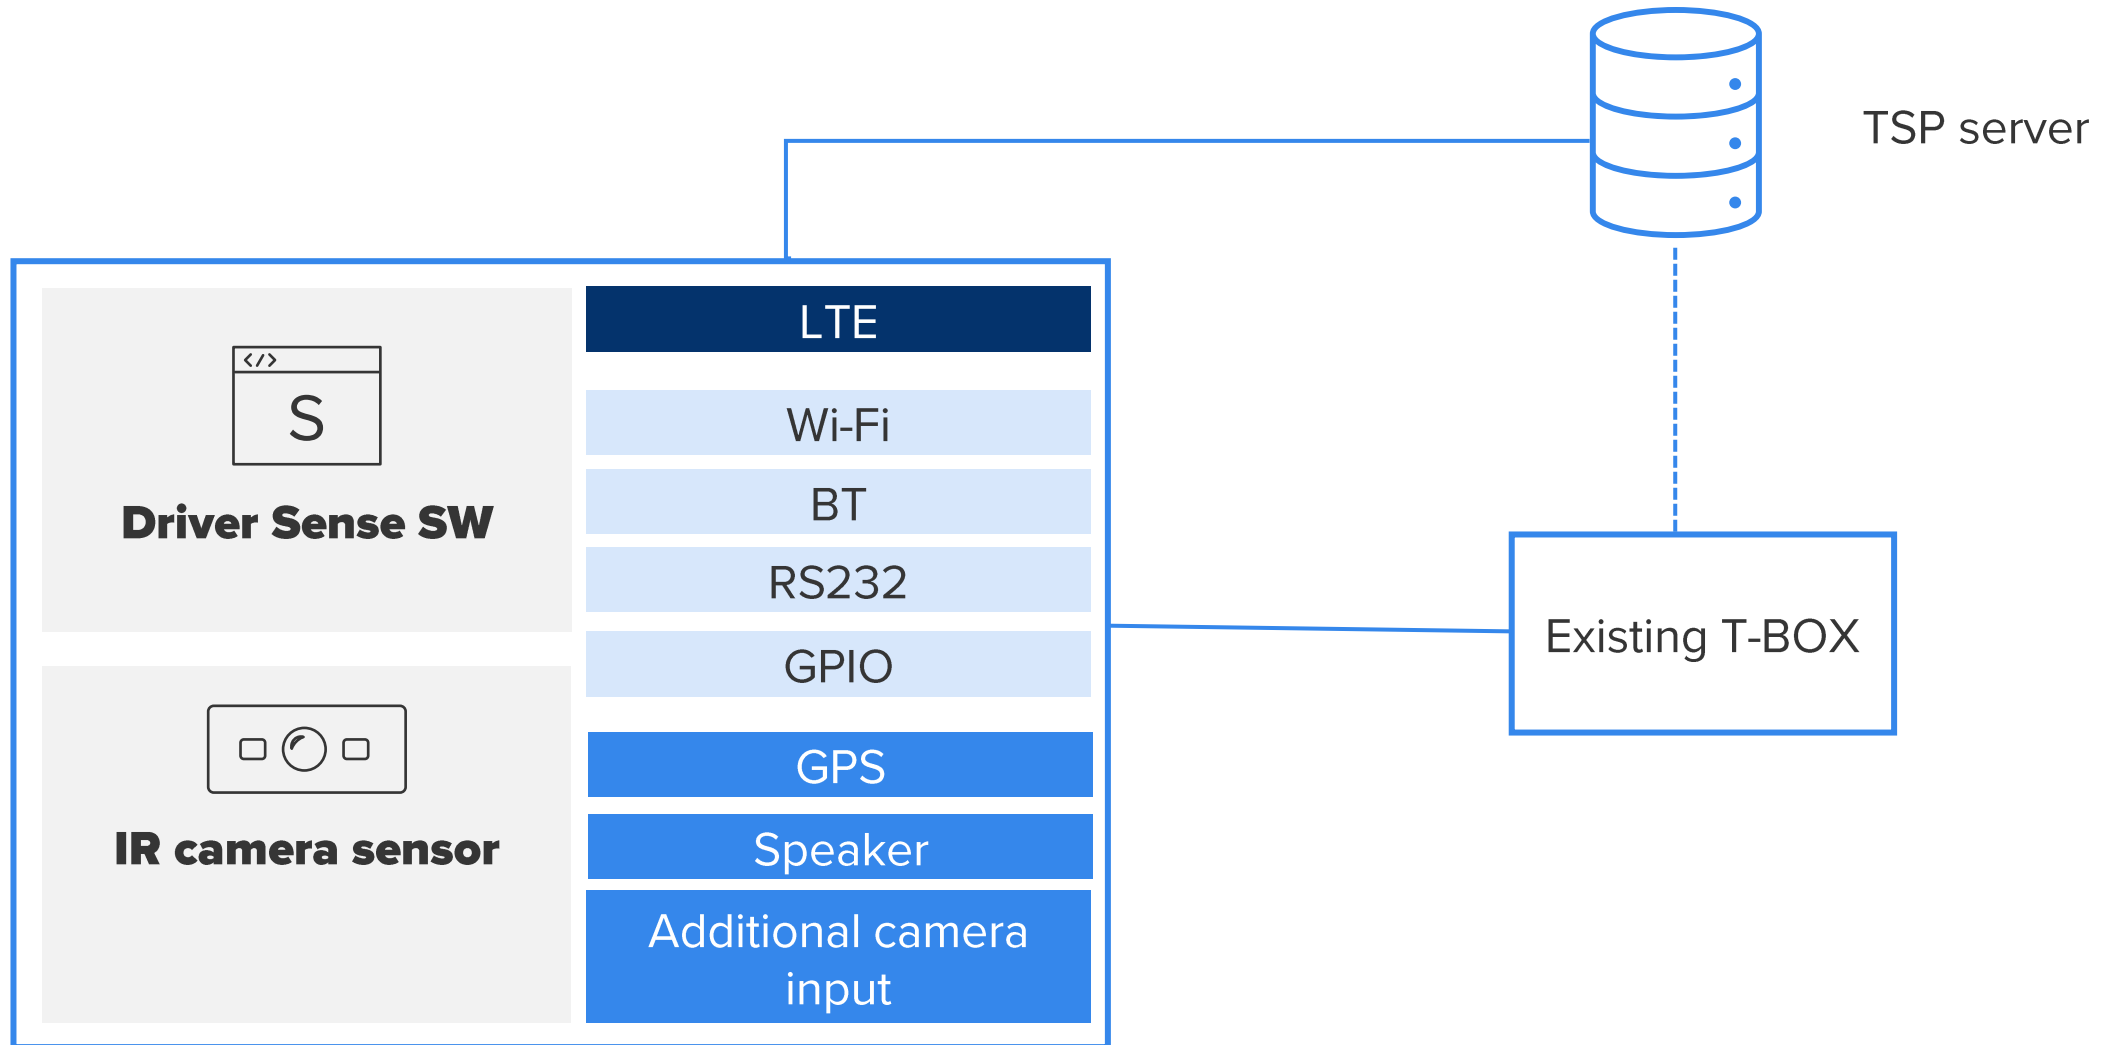 TSP server
LTE
Wi-Fi
</>
S
BT
Driver Sense SW
RS232
Existing T-BOX
GPIO
GPS
IR camera sensor
Speaker
Additional camera
input